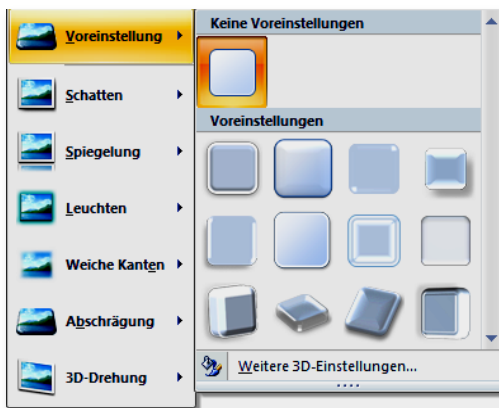 Voreinstellung
Schatten
Spiegelung
Leuchten
Weiche Kanten
Abschrägung
3D-Drehung
Keine Voreinstellungen
Voreinstellungen
Weitere 3D-Einstellungen...